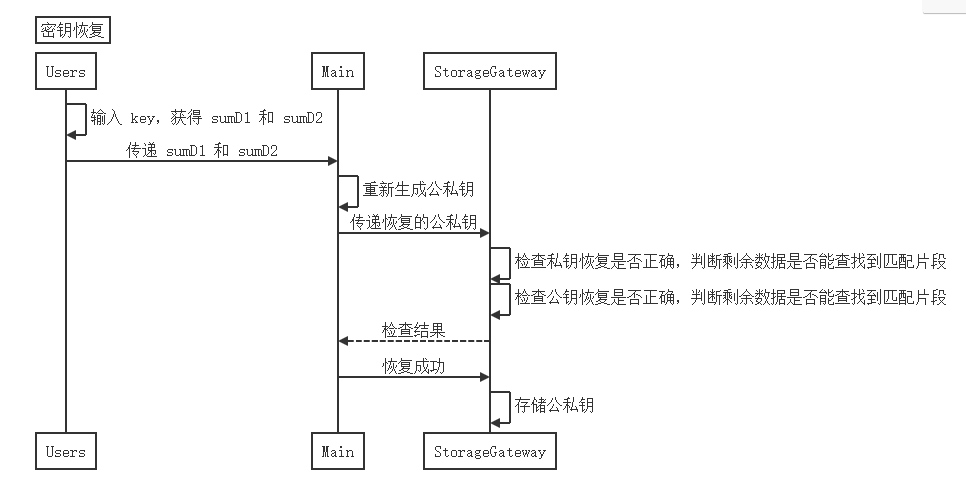 密钥恢复
Users Main StorageGateway
输入 key，获得 sumD1 和 sumD2
传递 sumD1 和 sumD2
重新生成公私钥
传递恢复的公私钥
检查私钥恢复是否正确，判断剩余数据是否能查找到匹配片段
检查公钥恢复是否正确，判断剩余数据是否能查找到匹配片段
检查结果
恢复成功
存储公私钥
Users Main StorageGateway